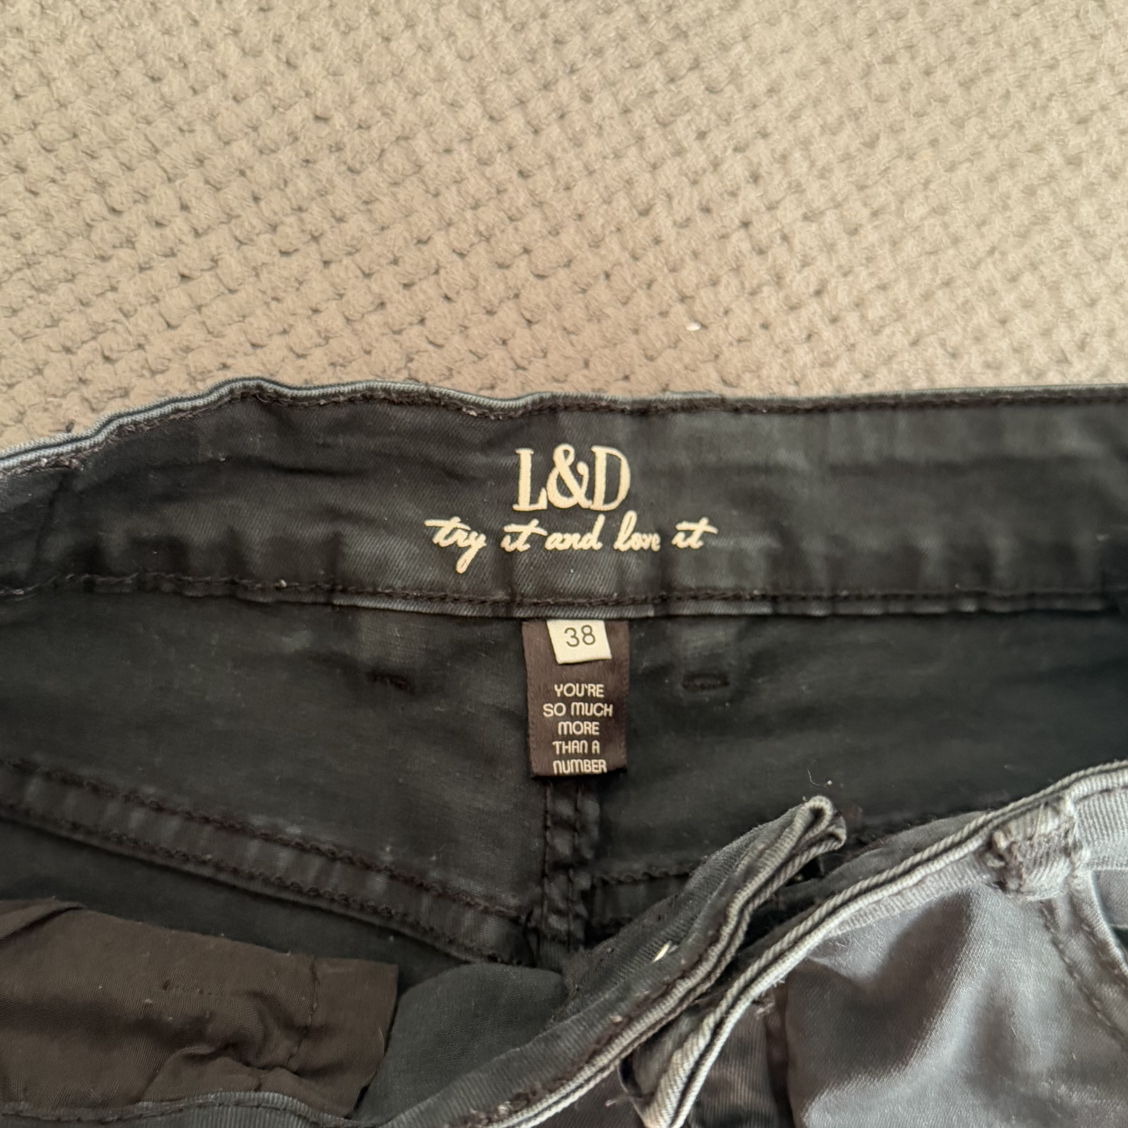 L&D
try it and love it
38
YOU'RE
SO MUCH
MORE
THAN A
NUMBER